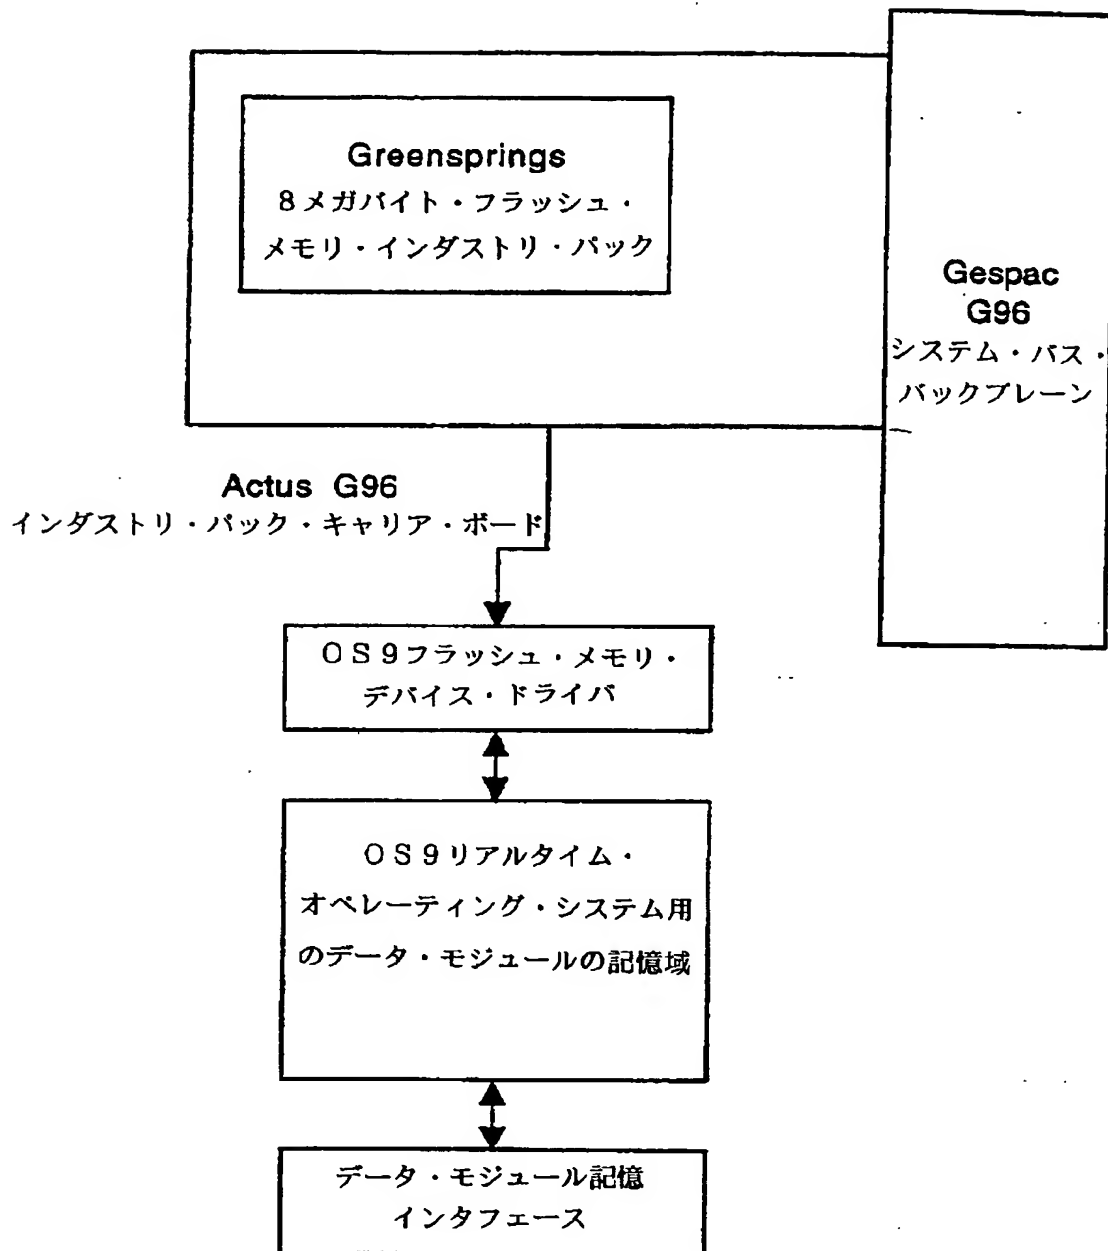 Greensprings
8メガバイト・フラッシュ・
メモリ・インダストリ・パック
Gespac
G96
システム・バス・
バックプレーン
Actus G96
インダストリ・パック・キャリア・ボード
OS9フラッシュ・メモリ・
デバイス・ドライバ
OS9リアルタイム・
オペレーティング・システム用
のデータ・モジュールの記憶域
データ・モジュール記憶
インタフェース